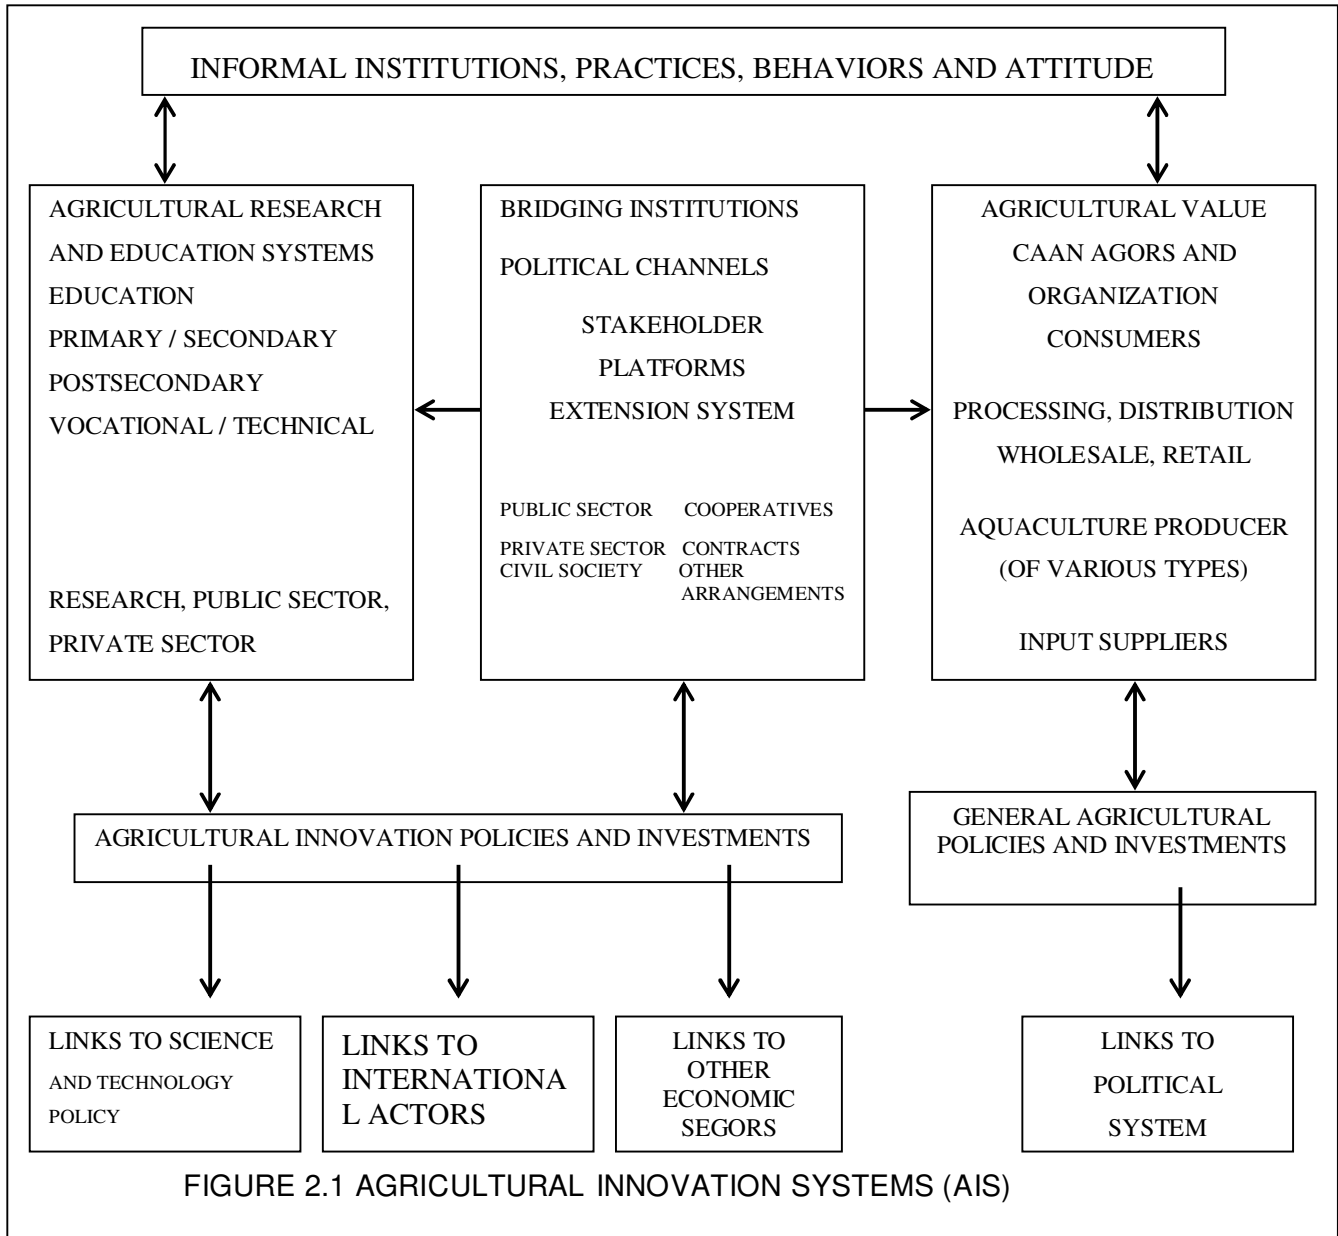 INFORMAL INSTITUTIONS, PRACTICES, BEHAVIORS AND ATTITUDE
AGRICULTURAL RESEARCH
AND EDUCATION SYSTEMS
EDUCATION
PRIMARY / SECONDARY
POSTSECONDARY
VOCATIONAL / TECHNICAL
RESEARCH, PUBLIC SECTOR,
PRIVATE SECTOR
BRIDGING INSTITUTIONS
POLITICAL CHANNELS
STAKEHOLDER
PLATFORMS
EXTENSION SYSTEM
PUBLIC SECTOR COOPERATIVES
PRIVATE SECTOR CONTRACTS
CIVIL SOCIETY OTHER
ARRANGEMENTS
AGRICULTURAL VALUE
CAAN AGORS AND
ORGANIZATION
CONSUMERS
PROCESSING, DISTRIBUTION
WHOLESALE, RETAIL
AQUACULTURE PRODUCER
(OF VARIOUS TYPES)
INPUT SUPPLIERS
AGRICULTURAL INNOVATION POLICIES AND INVESTMENTS
GENERAL AGRICULTURAL
POLICIES AND INVESTMENTS
LINKS TO SCIENCE
AND TECHNOLOGY
POLICY
LINKS TO
INTERNATIONA
L ACTORS
LINKS TO
OTHER
ECONOMIC
SEGORS
LINKS TO
POLITICAL
SYSTEM
FIGURE 2.1 AGRICULTURAL INNOVATION SYSTEMS (AIS)